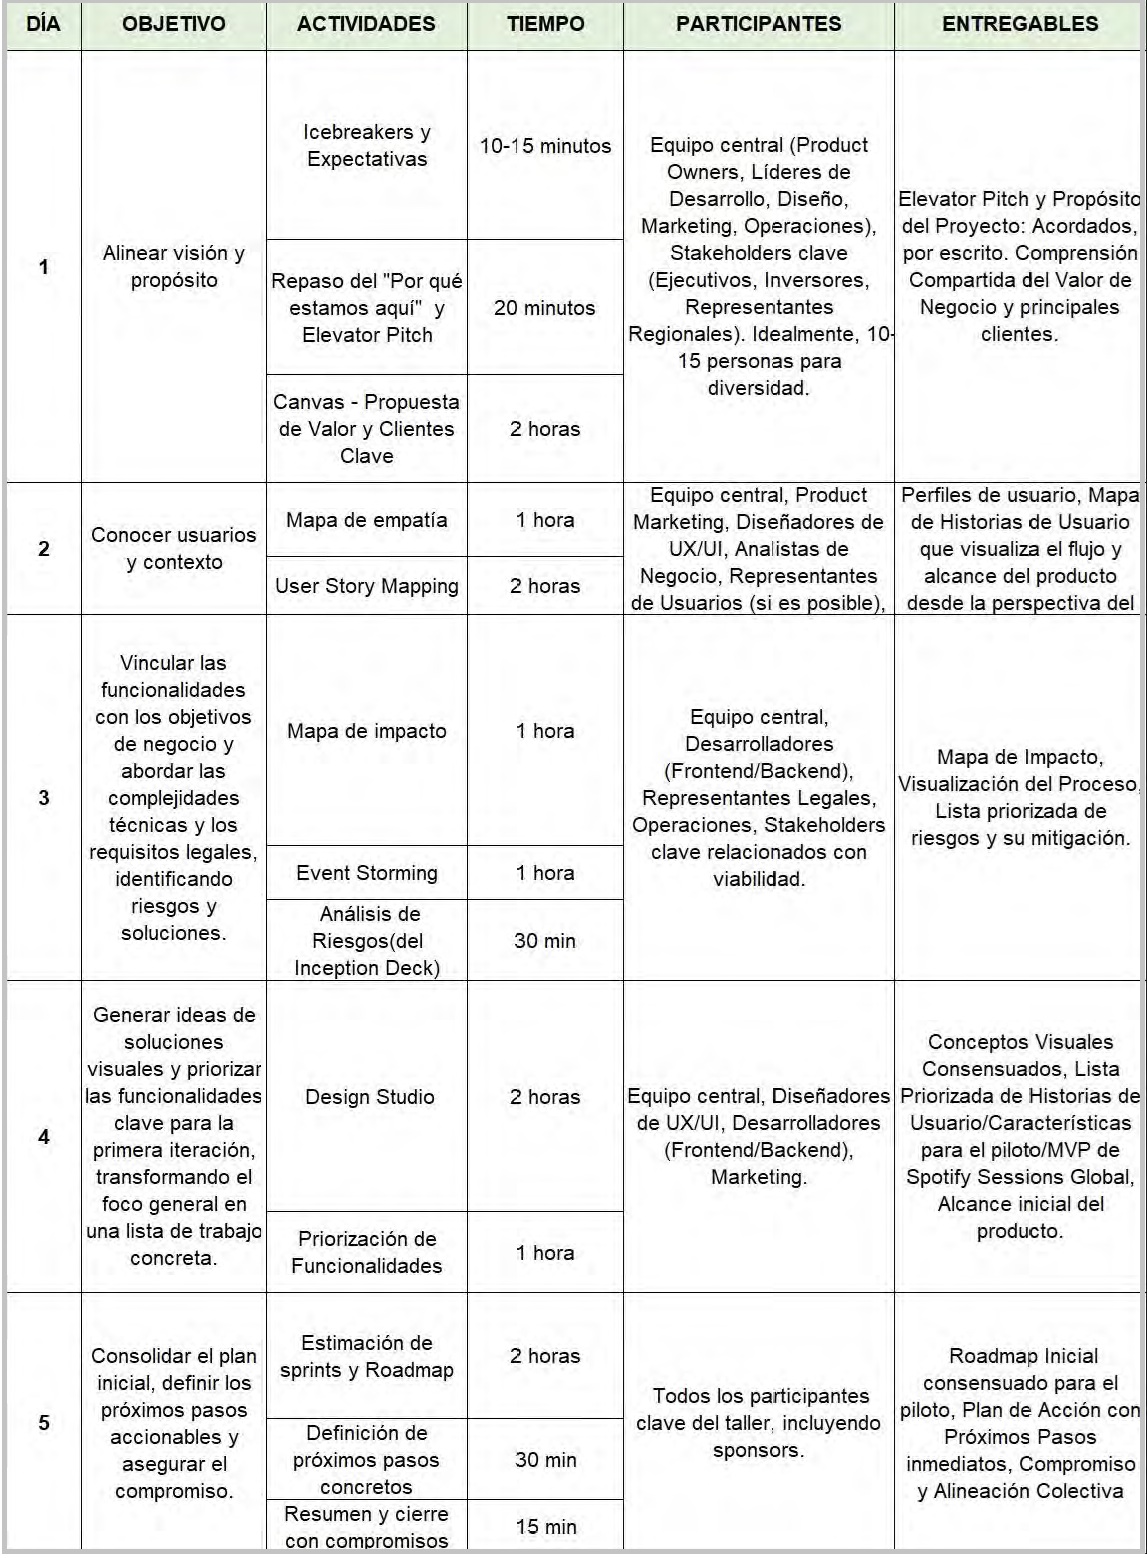 DÍA OBJETIVO ACTIVIDADES TIEMPO PARTICIPANTES ENTREGABLES
1
Alinear visión y
propósito
Icebreakers y
Expectativas
10-15 minutos
Repaso del "Por qué
estamos aquí" y
Elevator Pitch
20 minutos
Canvas - Propuesta
de Valor y Clientes
Clave
2 horas
Equipo central (Product
Owners, Líderes de
Desarrollo, Diseño,
Marketing, Operaciones),
Stakeholders clave
(Ejecutivos, Inversores,
Representantes
Regionales). Idealmente, 10-
15 personas para
diversidad.
Elevator Pitch y Propósito
del Proyecto: Acordados,
por escrito. Comprensión
Compartida del Valor de
Negocio y principales
clientes.
2
Conocer usuarios
y contexto
Mapa de empatía
1 hora
User Story Mapping
2 horas
Equipo central, Product
Marketing, Diseñadores de
UX/UI, Analistas de
Negocio, Representantes
de Usuarios (si es posible),
Perfiles de usuario, Mapa
de Historias de Usuario
que visualiza el flujo y
alcance del producto
desde la perspectiva del
3
Vincular las
funcionalidades
con los objetivos
de negocio y
abordar las
complejidades
técnicas y los
requisitos legales,
identificando
riesgos y
soluciones.
Mapa de impacto
1 hora
Event Storming
1 hora
Análisis de
Riesgos(del
Inception Deck)
30 min
Equipo central,
Desarrolladores
(Frontend/Backend),
Representantes Legales,
Operaciones, Stakeholders
clave relacionados con
viabilidad.
Mapa de Impacto,
Visualización del Proceso,
Lista priorizada de
riesgos y su mitigación.
4
Generar ideas de
soluciones
visuales y priorizar
las funcionalidades
clave para la
primera iteración,
transformando el
foco general en
una lista de trabajo
concreta.
Design Studio
2 horas
Priorización de
Funcionalidades
1 hora
Equipo central, Diseñadores
de UX/UI, Desarrolladores
(Frontend/Backend),
Marketing.
Conceptos Visuales
Consensuados, Lista
Priorizada de Historias de
Usuario/Características
para el piloto/MVP de
Spotify Sessions Global,
Alcance inicial del
producto.
5
Consolidar el plan
inicial, definir los
próximos pasos
accionables y
asegurar el
compromiso.
Estimación de
sprints y Roadmap
2 horas
Definición de
próximos pasos
concretos
30 min
Resumen y cierre
con compromisos
15 min
Todos los participantes
clave del taller, incluyendo
sponsors.
Roadmap Inicial
consensuado para el
piloto, Plan de Acción con
Próximos Pasos
inmediatos, Compromiso
y Alineación Colectiva